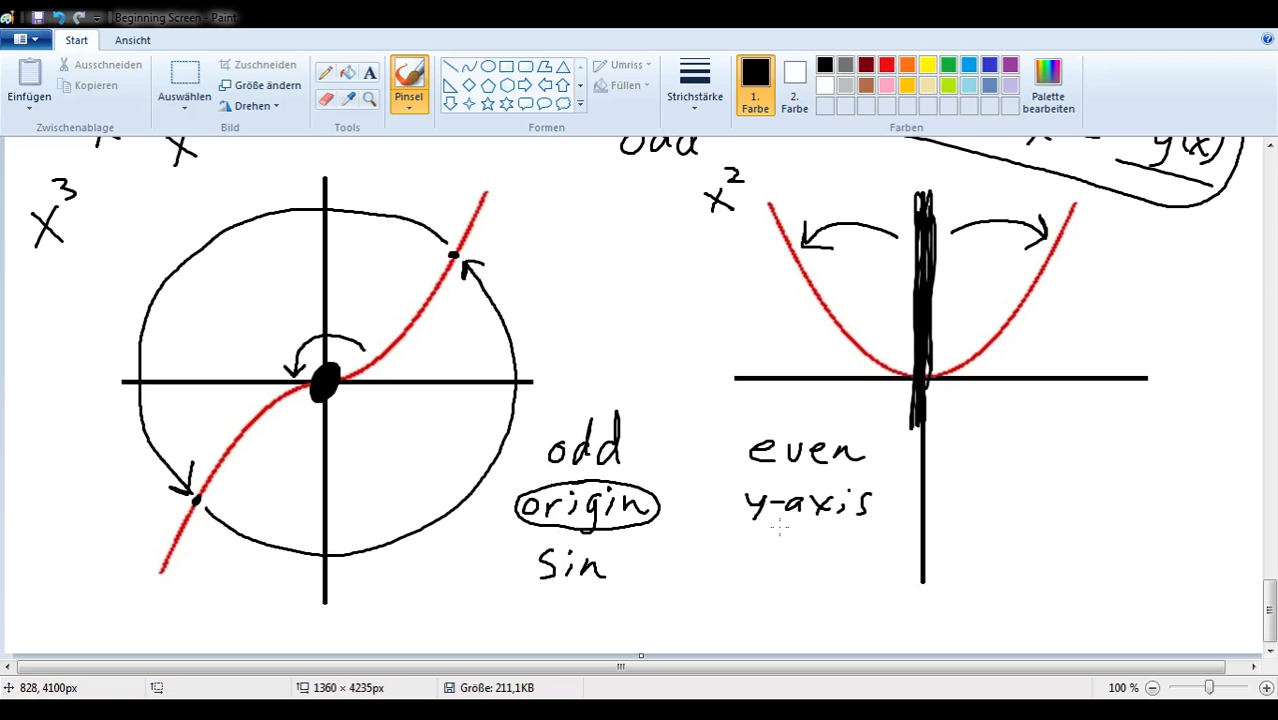 Beginning Screen - Paint
Start Ansicht
Einfügen
Ausschneiden
Kopieren
Zwischenablage
Auswählen
Zuschneiden
Größe ändern
Drehen
Bild
Tools
Pinsel
Umriss
Füllen
Formen
Strichstärke
1. Farbe
2. Farbe
Palette bearbeiten
Farben
odd
y(x)
x³
x²
odd
origin
sin
even
y-axis
828, 4100px
1360 × 4235px
Größe: 211,1KB
100 %